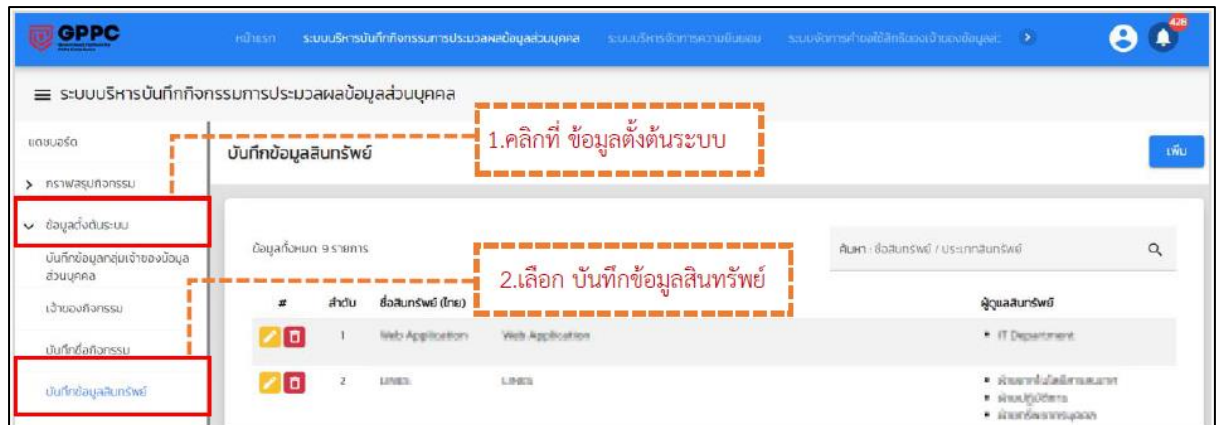 GPPC
หน้าแรก ระบบบริหารบันทึกกิจกรรมการประมวลผลข้อมูลส่วนบุคคล ระบบบริหารจัดการความยินยอม ระบบจัดการคำขอใช้สิทธิของเจ้าของข้อมูลส่ว 428
ระบบบริหารบันทึกกิจกรรมการประมวลผลข้อมูลส่วนบุคคล
แดชบอร์ด
1.คลิกที่ ข้อมูลตั้งต้นระบบ
บันทึกข้อมูลสินทรัพย์
เพิ่ม
กราฟสรุปกิจกรรม
ข้อมูลตั้งต้นระบบ
ข้อมูลทั้งหมด 9 รายการ
ค้นหา : ชื่อสินทรัพย์ / ประเภทสินทรัพย์
บันทึกข้อมูลกลุ่มเจ้าของข้อมูล
ส่วนบุคคล
2.เลือก บันทึกข้อมูลสินทรัพย์
เจ้าของกิจกรรม
# ลำดับ ชื่อสินทรัพย์ (ไทย) ผู้ดูแลสินทรัพย์
1 Web Application Web Application IT Department
บันทึกชื่อกิจกรรม
บันทึกข้อมูลสินทรัพย์
2